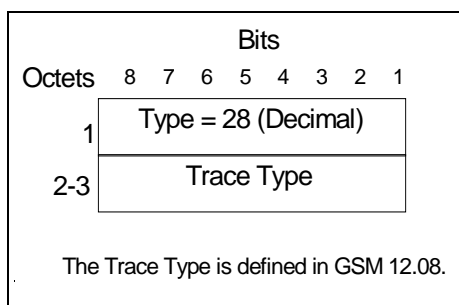 Bits
Octets 8 7 6 5 4 3 2 1
1 Type = 28 (Decimal)
2-3 Trace Type
The Trace Type is defined in GSM 12.08.